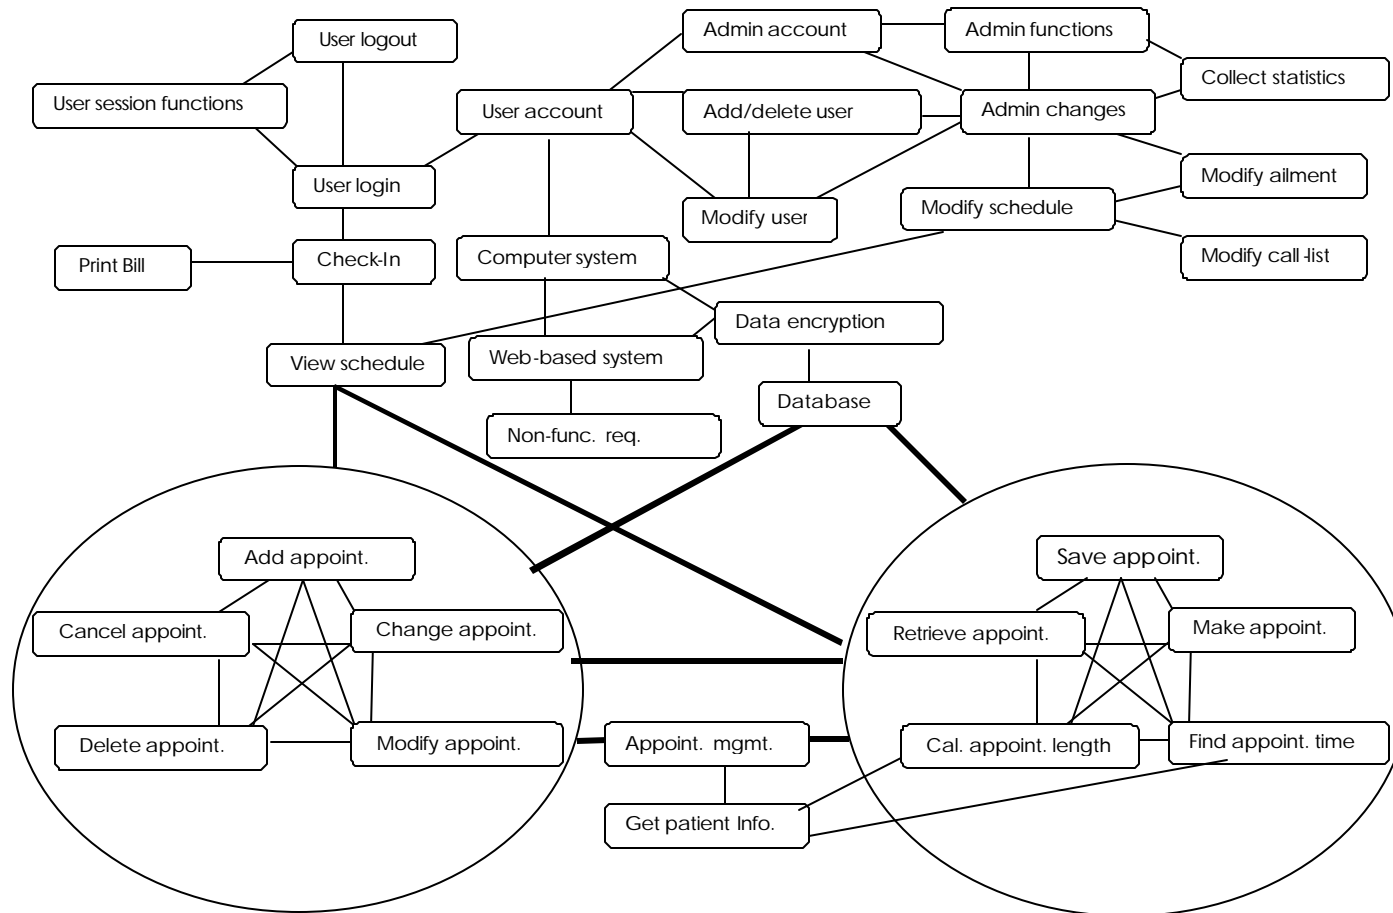 User logout
Admin account
Admin functions
Collect statistics
User session functions
User account
Add/delete user
Admin changes
User login
Modify ailment
Modify user
Modify schedule
Print Bill
Check-In
Computer system
Modify call-list
Data encryption
View schedule
Web-based system
Database
Non-func. req.
Add appoint.
Cancel appoint.
Change appoint.
Delete appoint.
Modify appoint.
Save appoint.
Retrieve appoint.
Make appoint.
Cal. appoint. length
Find appoint. time
Appoint. mgmt.
Get patient Info.